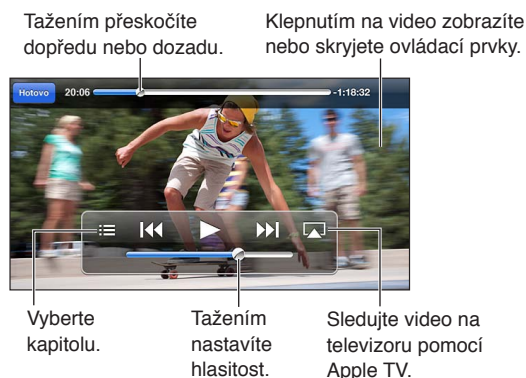 Tažením přeskočíte
dopředu nebo dozadu.
Klepnutím na video zobrazíte
nebo skryjete ovládací prvky.
Hotovo 20:06 -1:18:32
Vyberte
kapitolu.
Tažením
nastavíte
hlasitost.
Sledujte video na
televizoru pomocí
Apple TV.